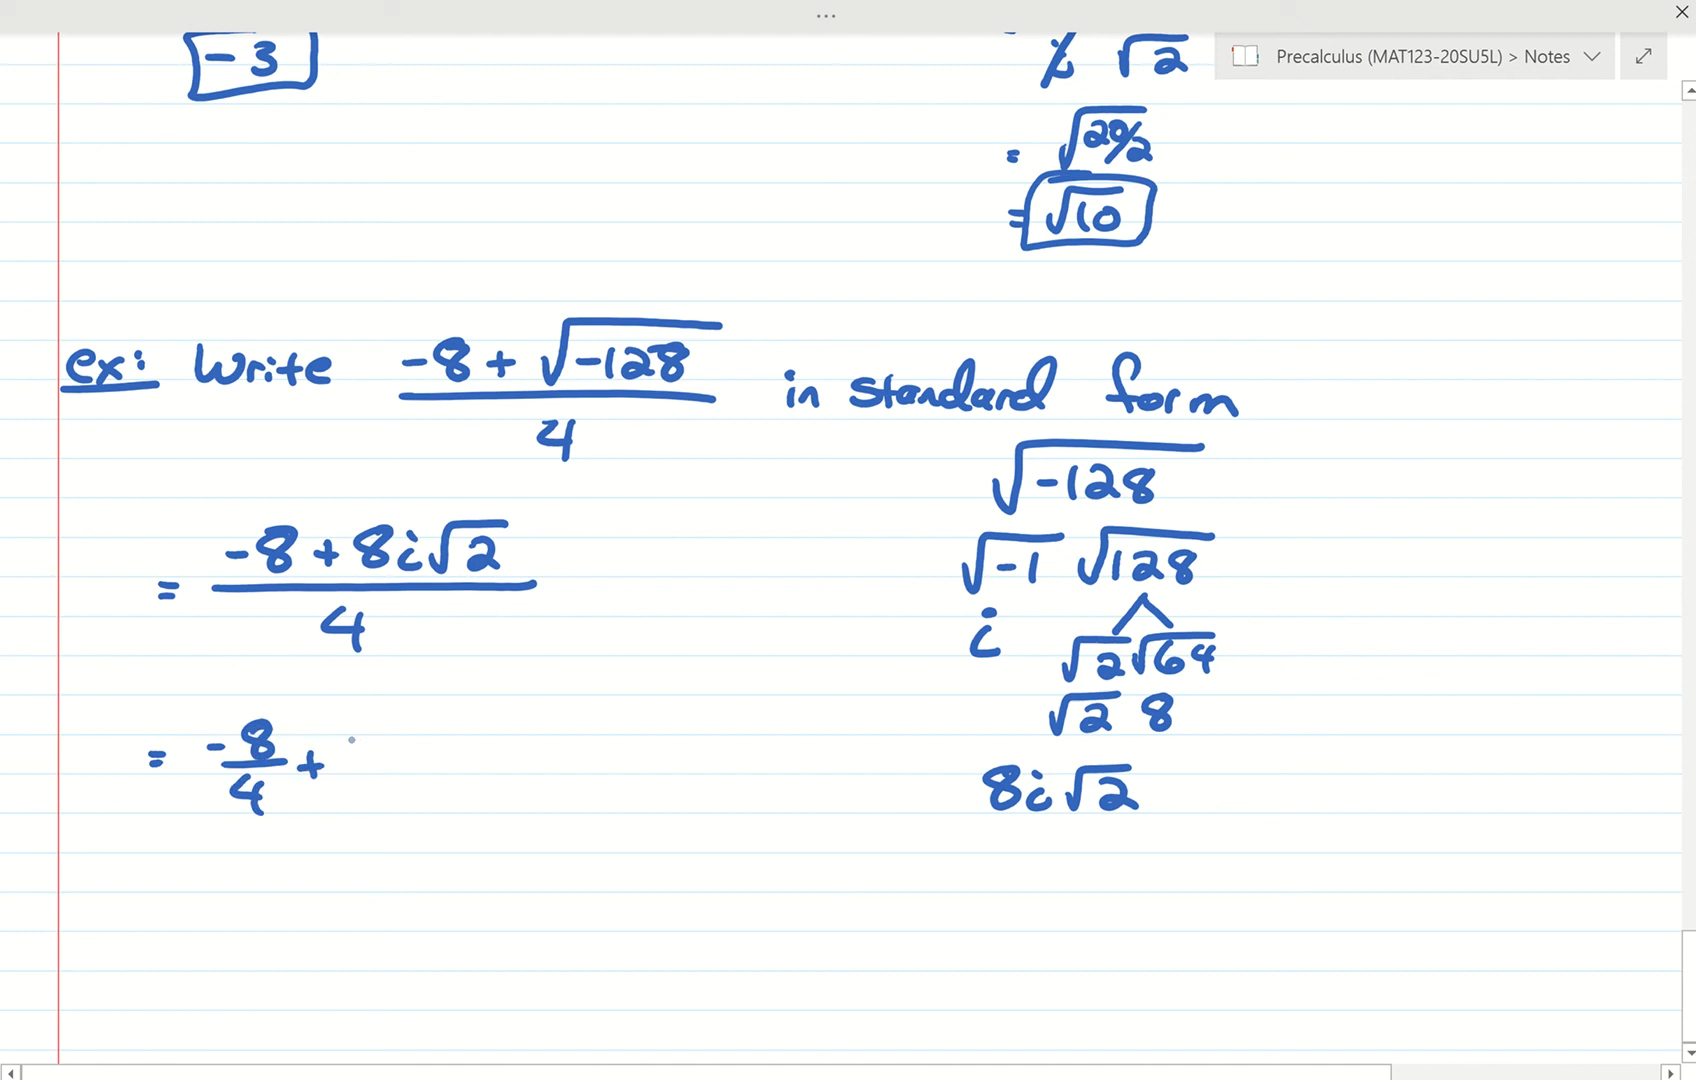 ...
×
-3
i √2
Precalculus (MAT123-20SU5L) > Notes
= √20/2
= √10
ex: Write (-8 + √-128)/4 in standard form
√-128
= (-8 + 8i√2)/4
√-1 √128
i √2 √64
√2 8
= -8/4 +
8i√2